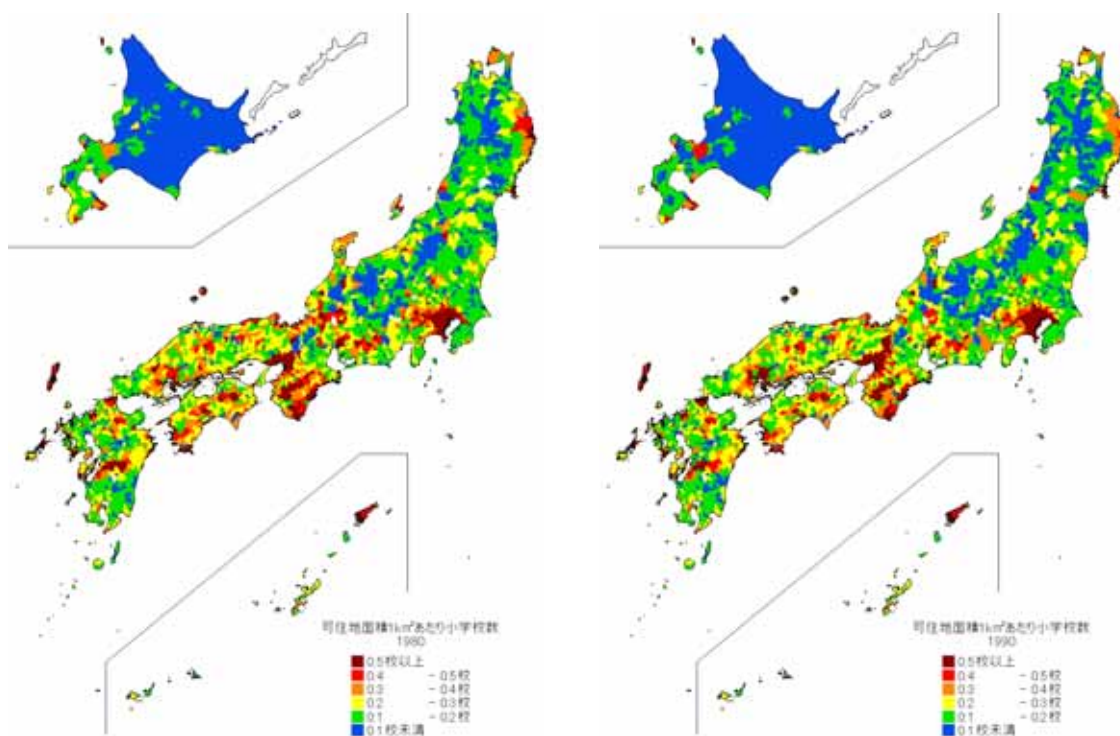 可住地面積1km²あたり小学校数
1980
0.5校以上
0.4 －0.5校
0.3 －0.4校
0.2 －0.3校
0.1 －0.2校
0.1校未満
可住地面積1km²あたり小学校数
1990
0.5校以上
0.4 －0.5校
0.3 －0.4校
0.2 －0.3校
0.1 －0.2校
0.1校未満